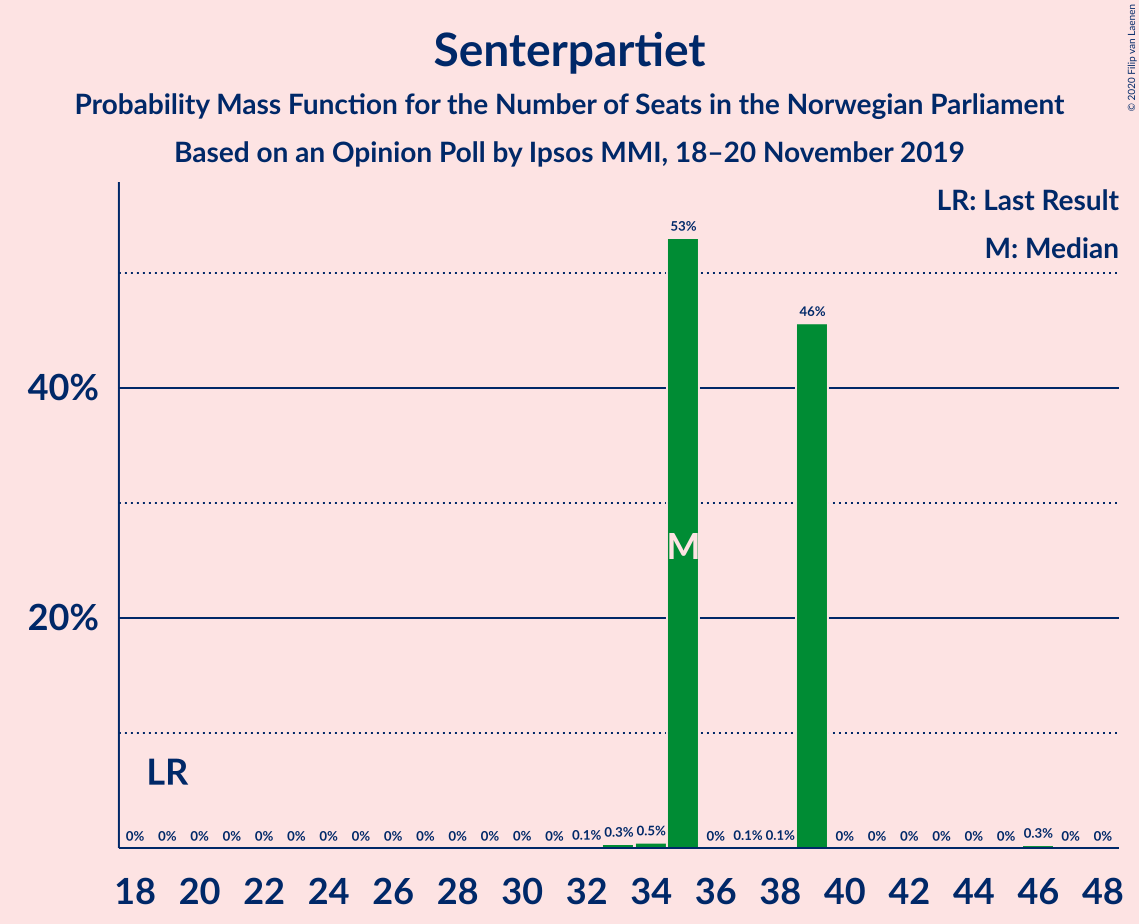 © 2020 Filip van Laenen
Senterpartiet
Probability Mass Function for the Number of Seats in the Norwegian Parliament
Based on an Opinion Poll by Ipsos MMI, 18–20 November 2019
LR: Last Result
M: Median
53%
46%
40%
M
20%
LR
0% 0% 0% 0% 0% 0% 0% 0% 0% 0% 0% 0% 0% 0% 0.1% 0.3% 0.5% 0% 0.1% 0.1% 0% 0% 0% 0% 0% 0% 0.3% 0% 0%
18 20 22 24 26 28 30 32 34 36 38 40 42 44 46 48